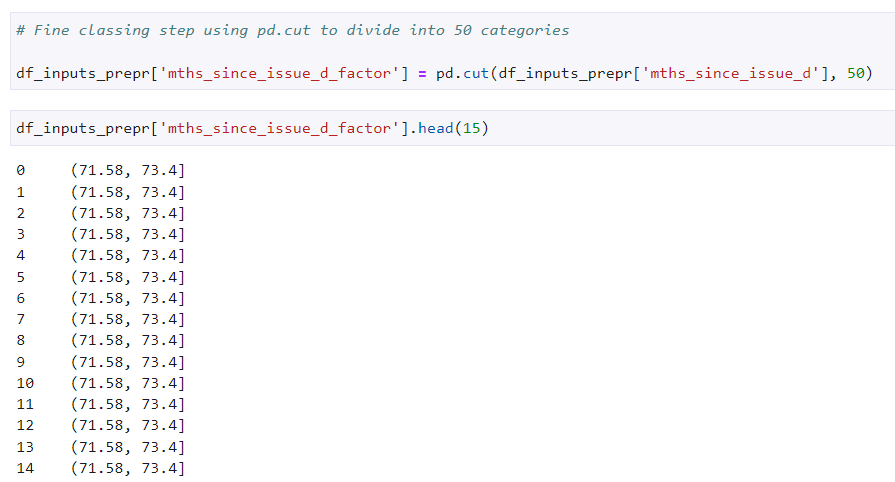 # Fine classing step using pd.cut to divide into 50 categories
df_inputs_prepr['mths_since_issue_d_factor'] = pd.cut(df_inputs_prepr['mths_since_issue_d'], 50)
df_inputs_prepr['mths_since_issue_d_factor'].head(15)
0 (71.58, 73.4]
1 (71.58, 73.4]
2 (71.58, 73.4]
3 (71.58, 73.4]
4 (71.58, 73.4]
5 (71.58, 73.4]
6 (71.58, 73.4]
7 (71.58, 73.4]
8 (71.58, 73.4]
9 (71.58, 73.4]
10 (71.58, 73.4]
11 (71.58, 73.4]
12 (71.58, 73.4]
13 (71.58, 73.4]
14 (71.58, 73.4]